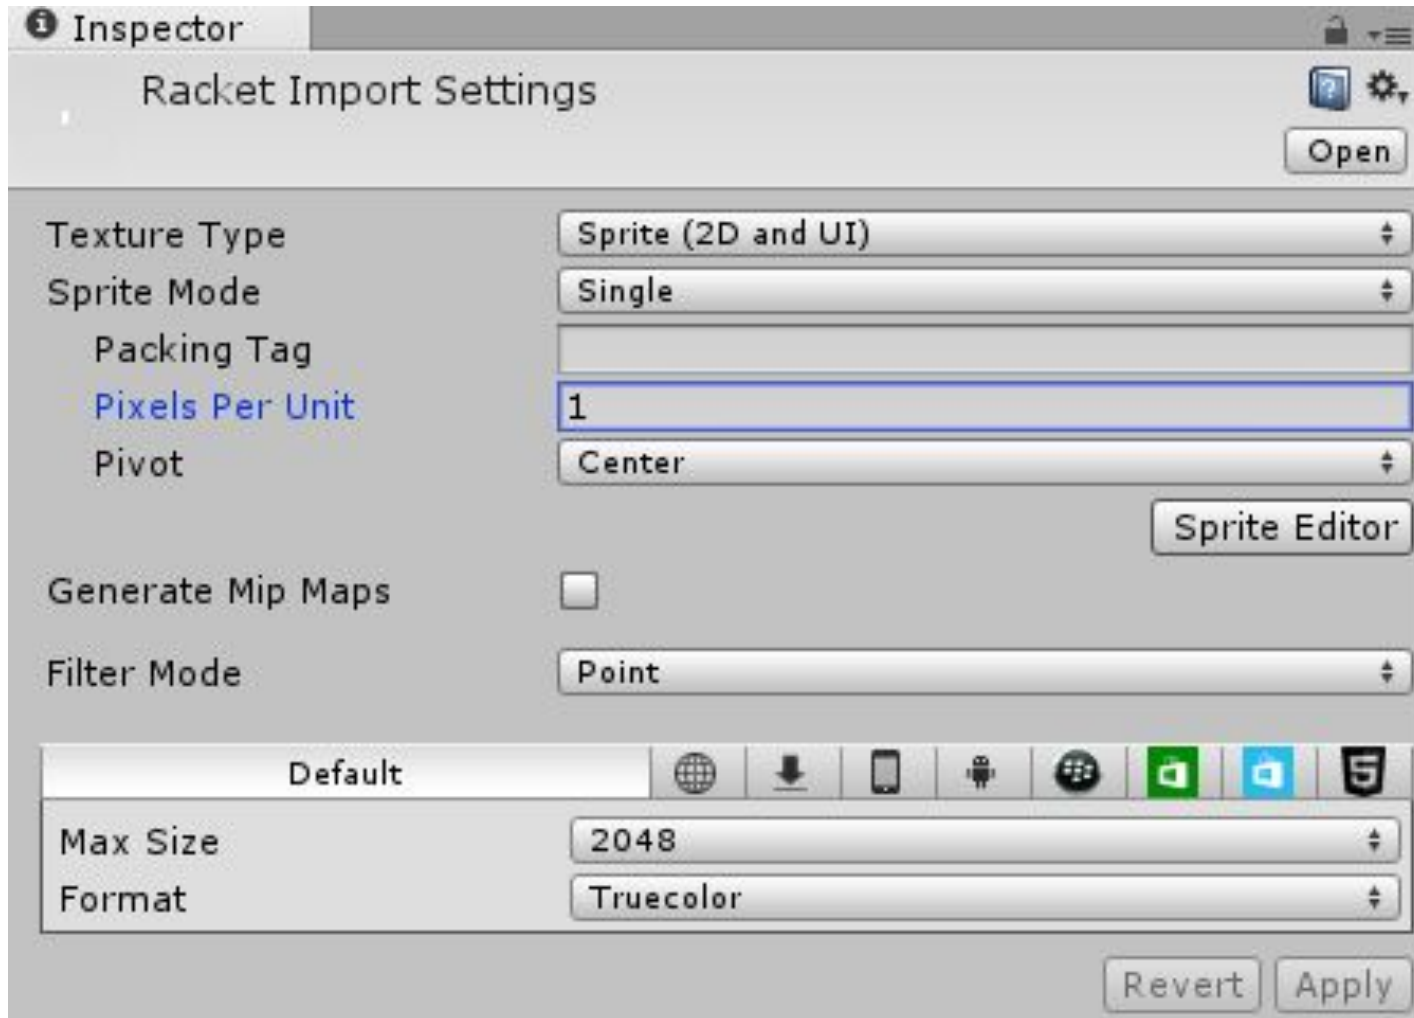 Inspector
Racket Import Settings
Open
Texture Type Sprite (2D and UI)
Sprite Mode Single
Packing Tag
Pixels Per Unit 1
Pivot Center
Sprite Editor
Generate Mip Maps
Filter Mode Point
Default
Max Size 2048
Format Truecolor
Revert Apply